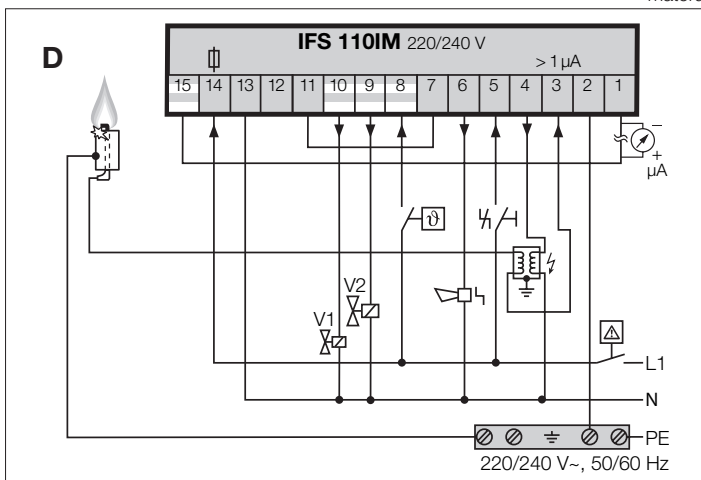 D
IFS 110IM 220/240 V
> 1 µA
15 14 13 12 11 10 9 8 7 6 5 4 3 2 1
–
+
µA
ϑ
V2
V1
L1
N
PE
220/240 V~, 50/60 Hz